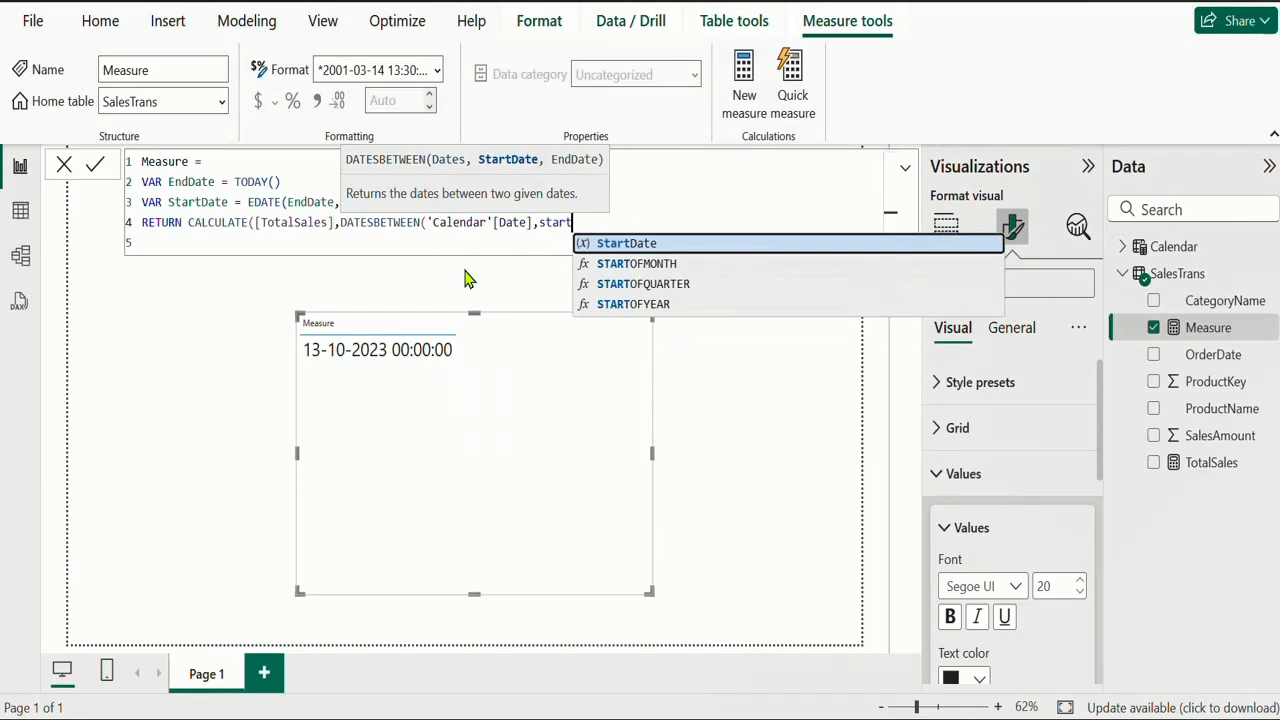 File Home Insert Modeling View Optimize Help Format Data / Drill Table tools Measure tools Share
Name Measure $% Format *2001-03-14 13:30:... Data category Uncategorized New measure Quick measure
Home table SalesTrans $ % Auto
Structure Formatting Properties Calculations
DATESBETWEEN(Dates, StartDate, EndDate)
Returns the dates between two given dates.
1 Measure =
2 VAR EndDate = TODAY()
3 VAR StartDate = EDATE(EndDate,
4 RETURN CALCULATE([TotalSales],DATESBETWEEN('Calendar'[Date],start
5
(x) StartDate
fx STARTOFMONTH
fx STARTOFQUARTER
fx STARTOFYEAR
Measure
13-10-2023 00:00:00
Visualizations
Format visual
Visual General ...
Style presets
Grid
Values
Values
Font
Segoe UI 20
B I U
Text color
Data
Search
Calendar
SalesTrans
CategoryName
Measure
OrderDate
Σ ProductKey
ProductName
Σ SalesAmount
TotalSales
DAX
Page 1 +
Page 1 of 1 - + 62% Update available (click to download)